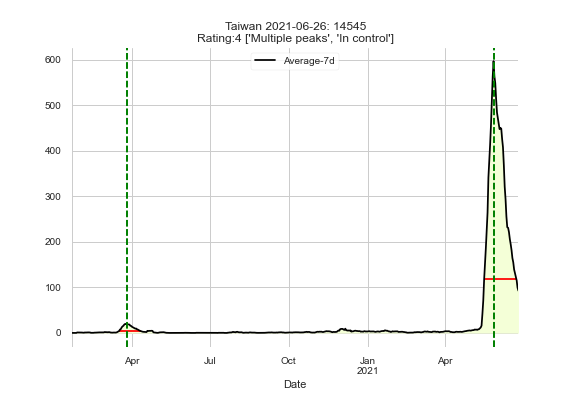 Taiwan 2021-06-26: 14545
Rating:4 ['Multiple peaks', 'In control']
Average-7d
600
500
400
300
200
100
0
Apr
Jul
Oct
Jan
2021
Apr
Date